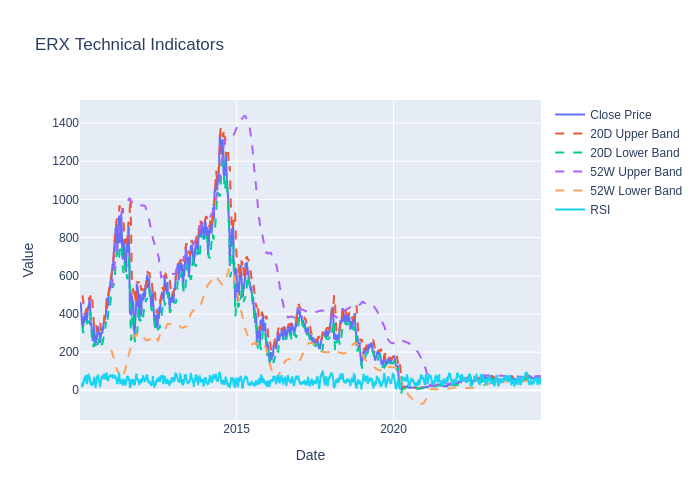 ERX Technical Indicators
Value
1400
1200
1000
800
600
400
200
0
2015
2020
Date
Close Price
20D Upper Band
20D Lower Band
52W Upper Band
52W Lower Band
RSI